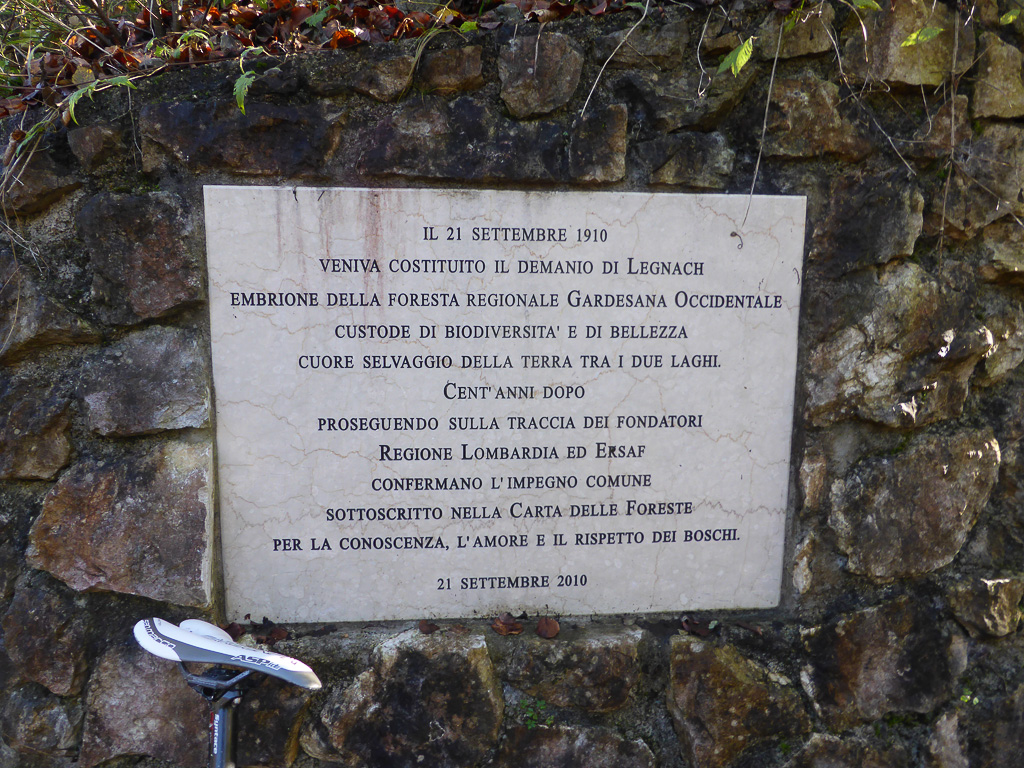 IL 21 SETTEMBRE 1910
VENIVA COSTITUITO IL DEMANIO DI LEGNACH
EMBRIONE DELLA FORESTA REGIONALE GARDESANA OCCIDENTALE
CUSTODE DI BIODIVERSITA' E DI BELLEZZA
CUORE SELVAGGIO DELLA TERRA TRA I DUE LAGHI.
CENT'ANNI DOPO
PROSEGUENDO SULLA TRACCIA DEI FONDATORI
REGIONE LOMBARDIA ED ERSAF
CONFERMANO L'IMPEGNO COMUNE
SOTTOSCRITTO NELLA CARTA DELLE FORESTE
PER LA CONOSCENZA, L'AMORE E IL RISPETTO DEI BOSCHI.
21 SETTEMBRE 2010
Syntace